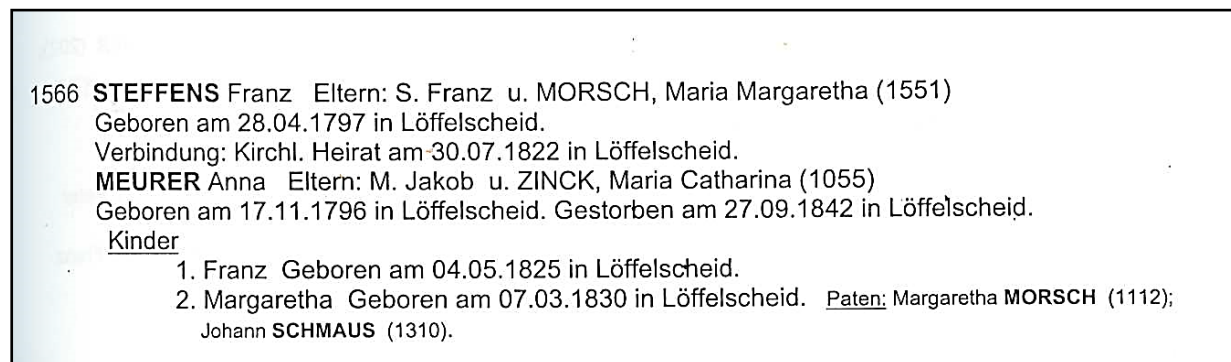 1566 STEFFENS Franz Eltern: S. Franz u. MORSCH, Maria Margaretha (1551)
Geboren am 28.04.1797 in Löffelscheid.
Verbindung: Kirchl. Heirat am 30.07.1822 in Löffelscheid.
MEURER Anna Eltern: M. Jakob u. ZINCK, Maria Catharina (1055)
Geboren am 17.11.1796 in Löffelscheid. Gestorben am 27.09.1842 in Löffelscheid.
Kinder
1. Franz Geboren am 04.05.1825 in Löffelscheid.
2. Margaretha Geboren am 07.03.1830 in Löffelscheid. Paten: Margaretha MORSCH (1112);
Johann SCHMAUS (1310).